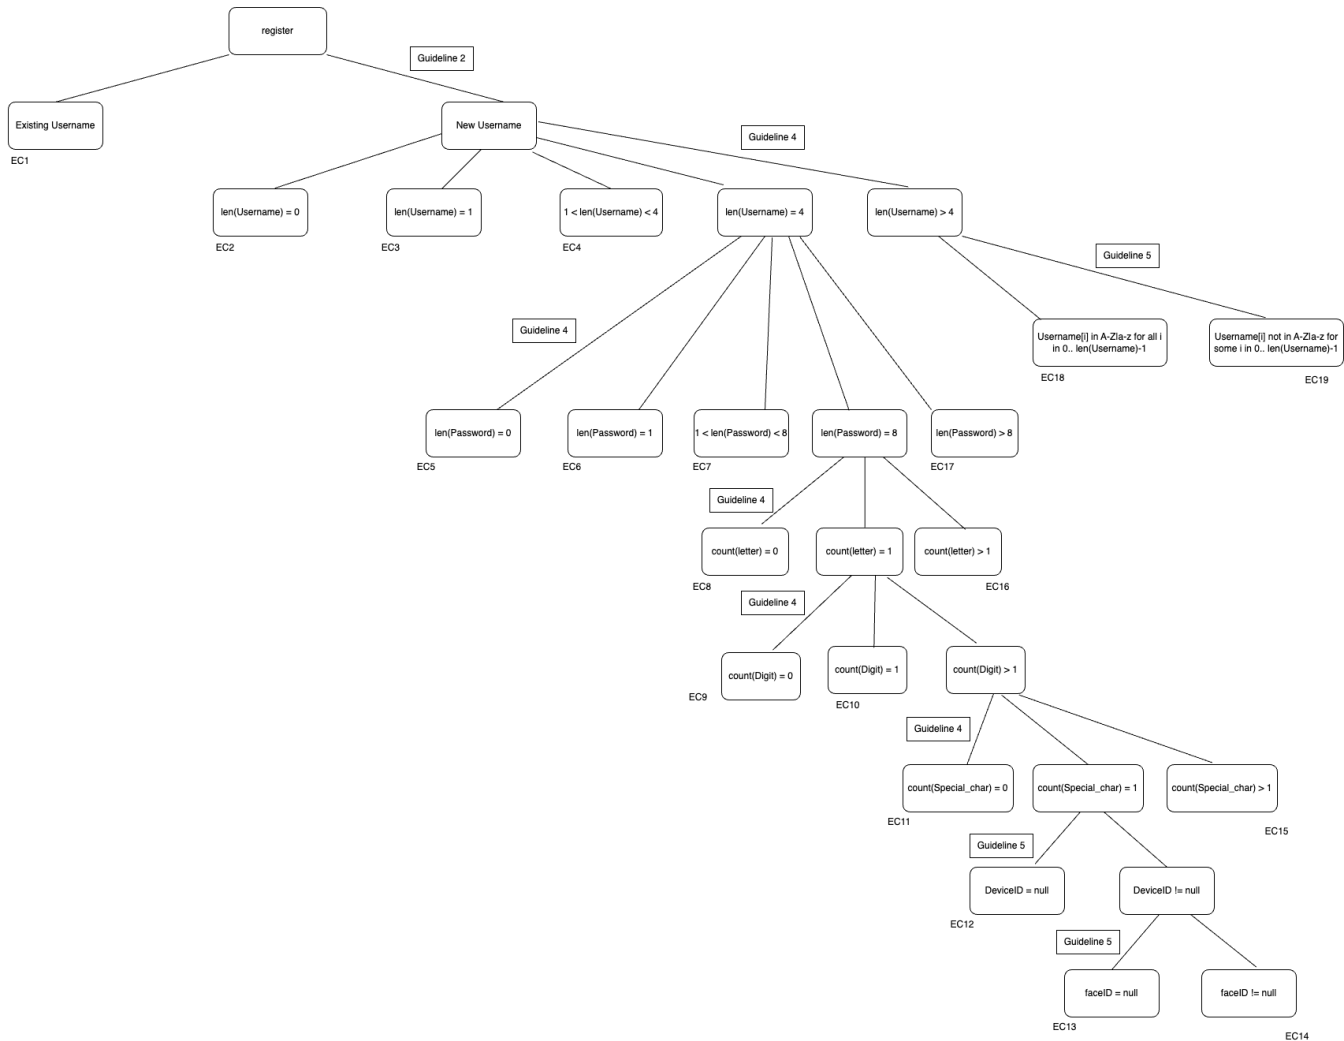 register
Guideline 2
Existing Username
New Username
Guideline 4
EC1
len(Username) = 0
len(Username) = 1
1 < len(Username) < 4
len(Username) = 4
len(Username) > 4
EC2
EC3
EC4
Guideline 5
Guideline 4
Username[i] in A-Zla-z for all i
in 0.. len(Username)-1
Username[i] not in A-Zla-z for
some i in 0.. len(Username)-1
EC18
EC19
len(Password) = 0
len(Password) = 1
1 < len(Password) < 8
len(Password) = 8
len(Password) > 8
EC5
EC6
EC7
EC17
Guideline 4
count(letter) = 0
count(letter) = 1
count(letter) > 1
EC8
EC16
Guideline 4
count(Digit) = 0
count(Digit) = 1
count(Digit) > 1
EC9
EC10
Guideline 4
count(Special_char) = 0
count(Special_char) = 1
count(Special_char) > 1
EC11
EC15
Guideline 5
DeviceID = null
DeviceID != null
EC12
Guideline 5
faceID = null
faceID != null
EC13
EC14